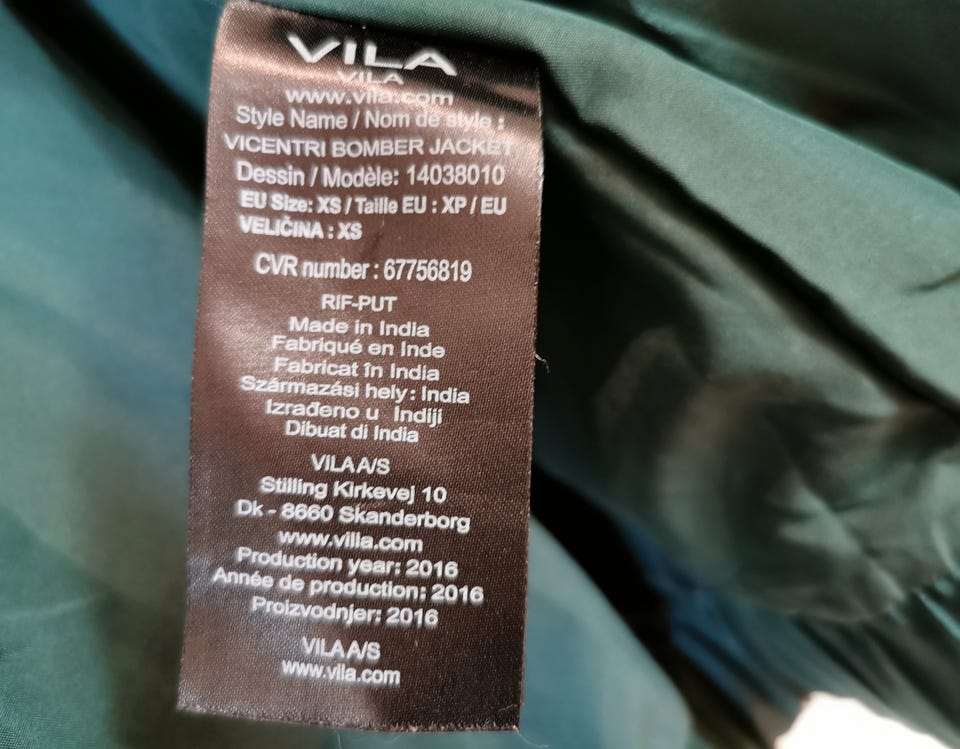 VILA
VILA
www.vila.com
Style Name / Nom de style :
VICENTRI BOMBER JACKET
Dessin / Modèle: 14038010
EU Size: XS / Taille EU : XP / EU
VELIČINA : XS
CVR number : 67756819
RIF-PUT
Made in India
Fabriqué en Inde
Fabricat în India
Származási hely: India
Izrađeno u Indiji
Dibuat di India
VILA A/S
Stilling Kirkevej 10
Dk - 8660 Skanderborg
www.villa.com
Production year: 2016
Année de production: 2016
Proizvodnjer: 2016
VILA A/S
www.vila.com